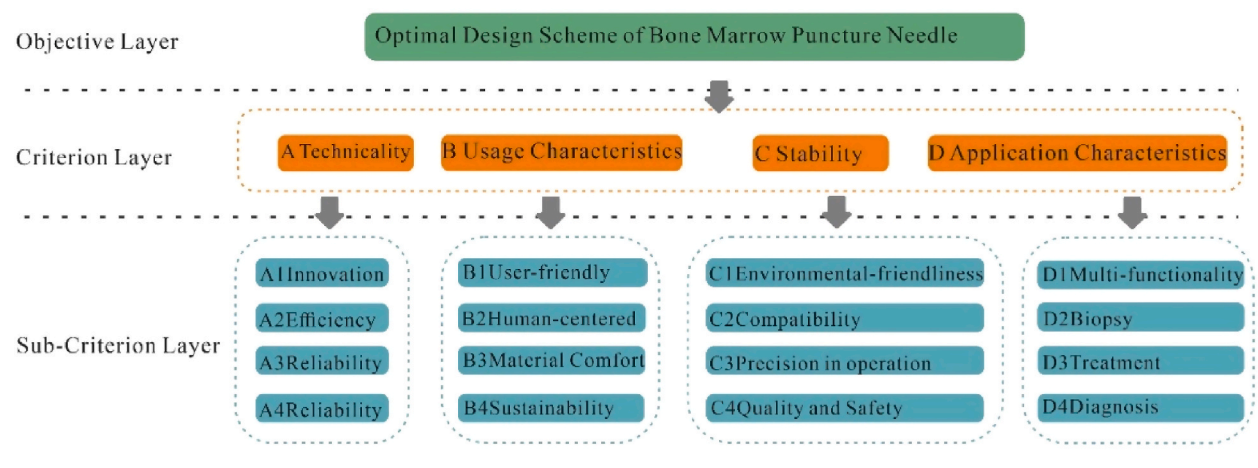 Objective Layer
Optimal Design Scheme of Bone Marrow Puncture Needle
Criterion Layer
A Technicality
B Usage Characteristics
C Stability
D Application Characteristics
Sub-Criterion Layer
A1Innovation
A2Efficiency
A3Reliability
A4Reliability
B1User-friendly
B2Human-centered
B3Material Comfort
B4Sustainability
C1Environmental-friendliness
C2Compatibility
C3Precision in operation
C4Quality and Safety
D1Multi-functionality
D2Biopsy
D3Treatment
D4Diagnosis